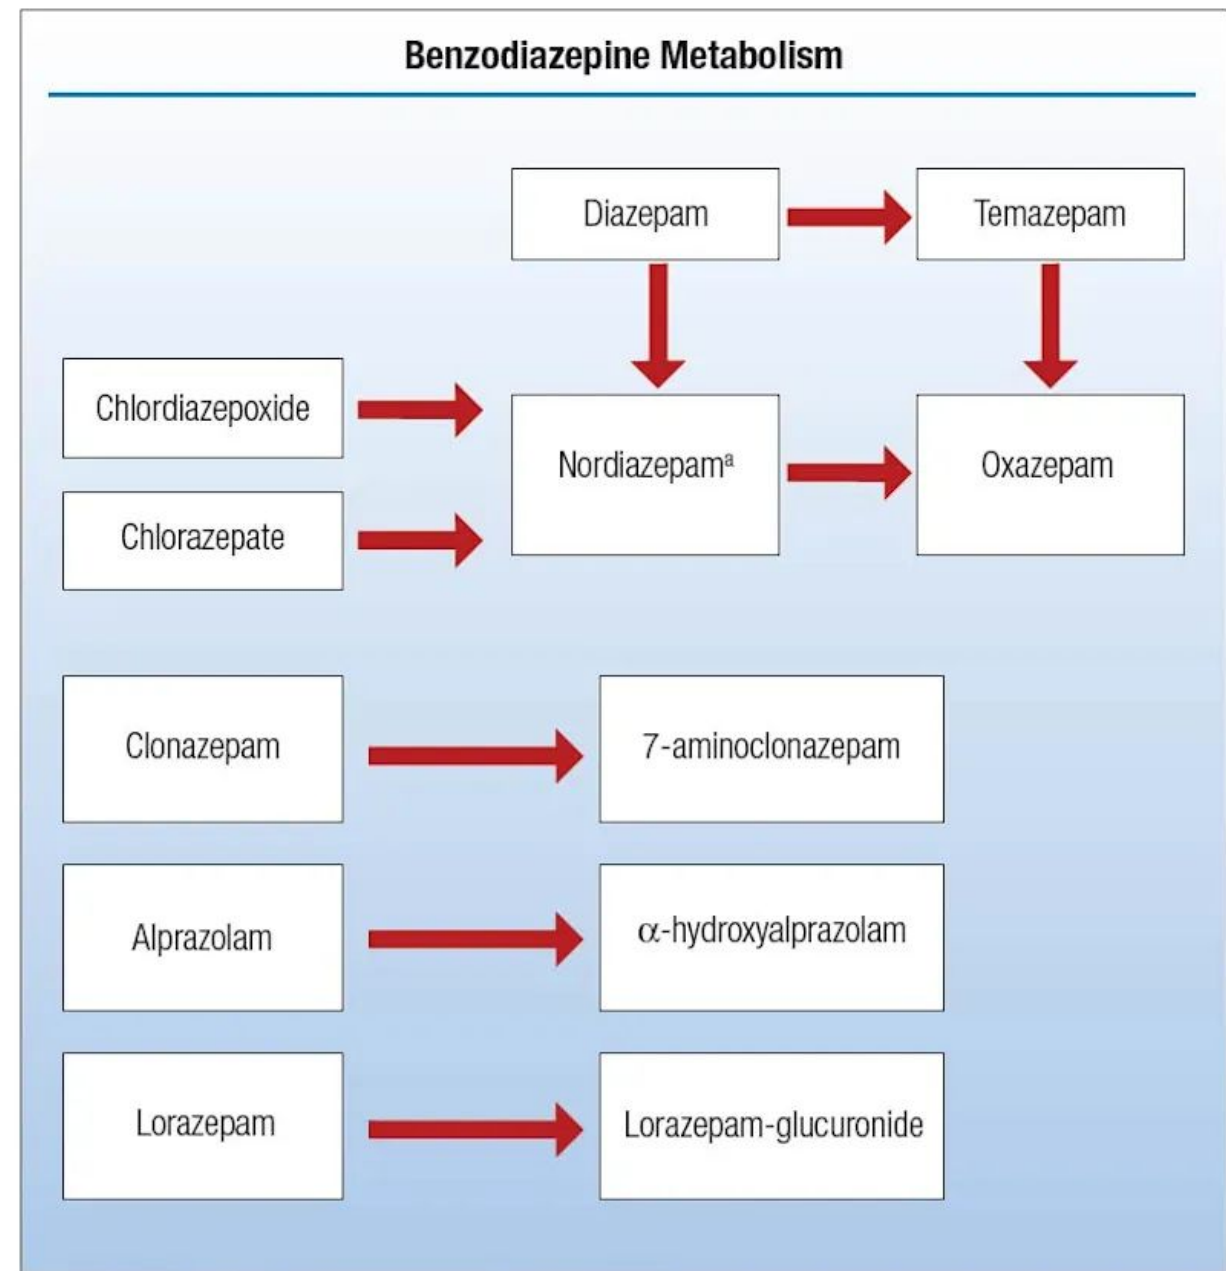 Benzodiazepine Metabolism
Diazepam
Temazepam
Chlordiazepoxide
Nordiazepamᵃ
Oxazepam
Chlorazepate
Clonazepam
7-aminoclonazepam
Alprazolam
α-hydroxyalprazolam
Lorazepam
Lorazepam-glucuronide